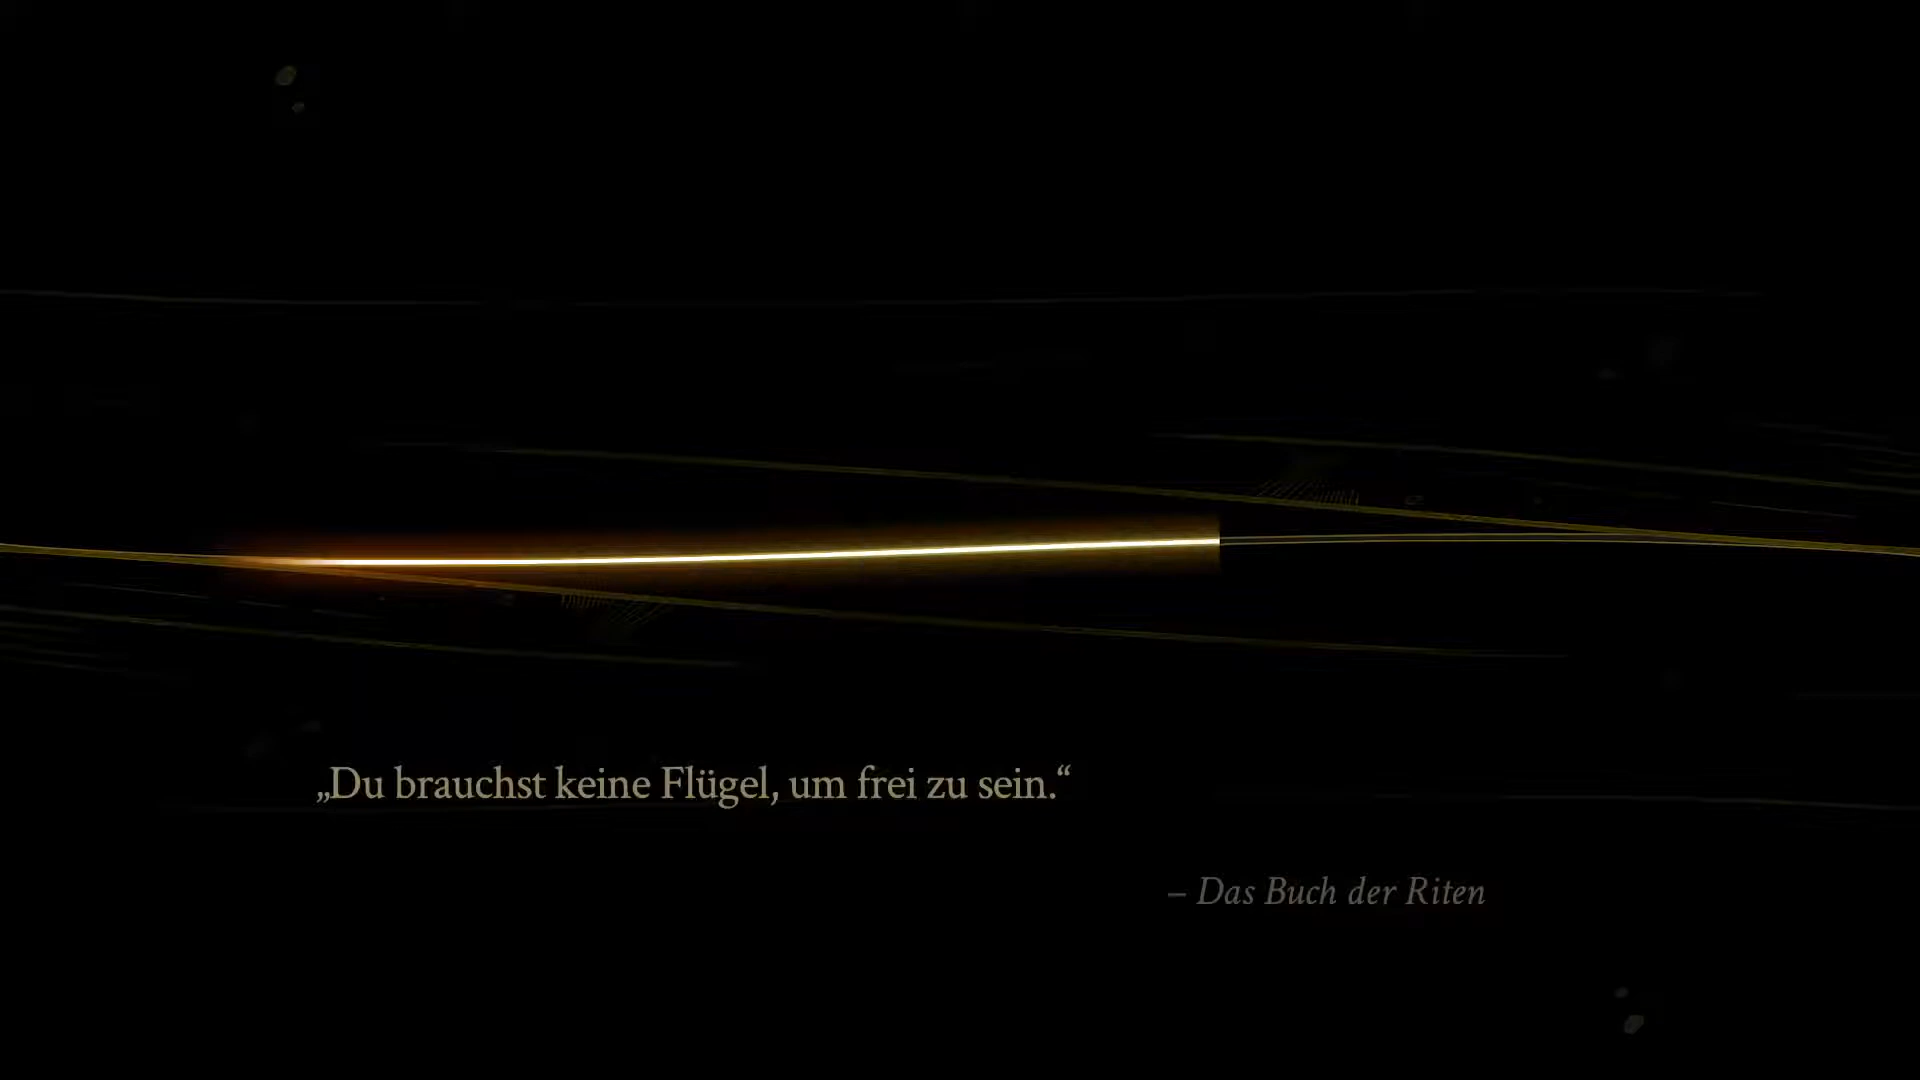 „Du brauchst keine Flügel, um frei zu sein.“
– Das Buch der Riten